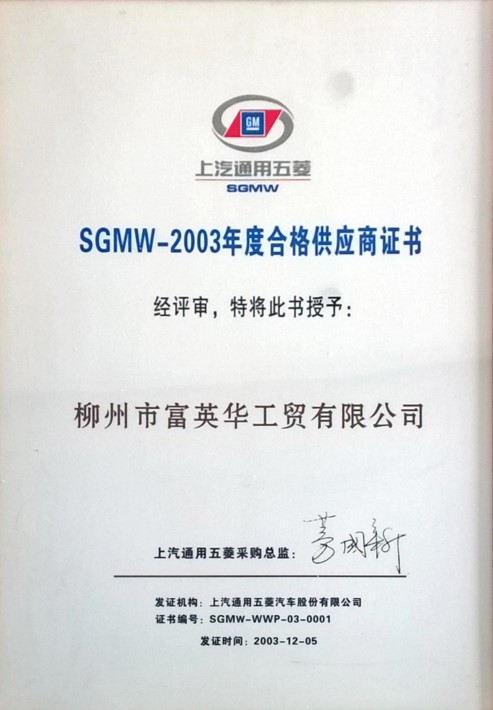 GM
上汽通用五菱
SGMW
SGMW-2003年度合格供应商证书
经评审，特将此书授予：
柳州市富英华工贸有限公司
上汽通用五菱采购总监：
发证机构：上汽通用五菱汽车股份有限公司
证书编号：SGMW-WWP-03-0001
发证时间：2003-12-05